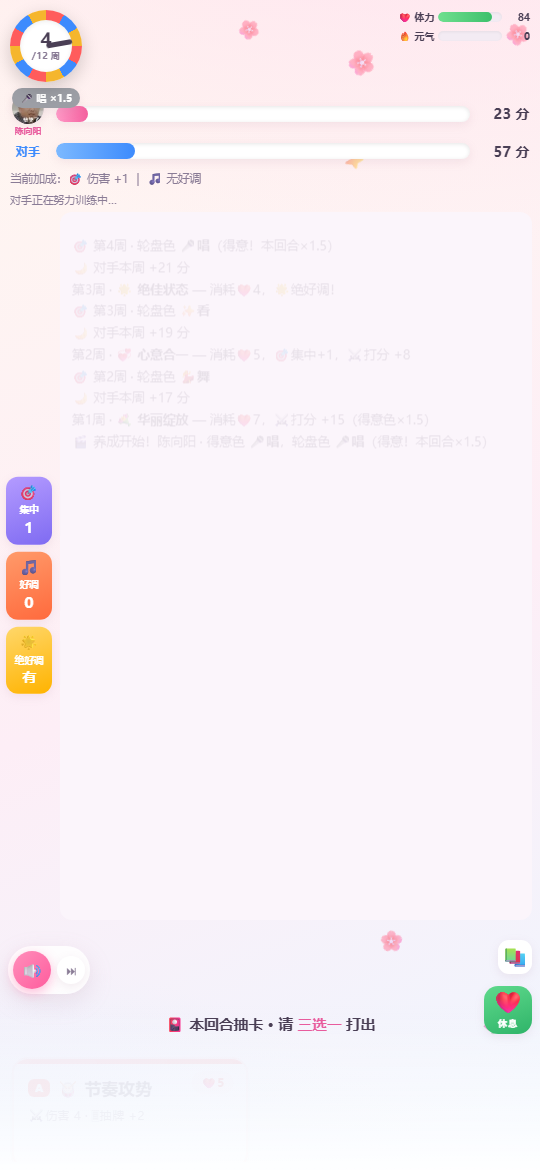 4
/12 周
体力 84
元气 0
唱 ×1.5
陈向阳
23 分
对手
57 分
当前加成: 伤害 +1 | 无好调
对手正在努力训练中...
第4周 · 轮盘色 唱（得意！本回合×1.5）
对手本周 +21 分
第3周 · 绝佳状态 — 消耗 4， 绝好调！
第3周 · 轮盘色 看
对手本周 +19 分
第2周 · 心意合一 — 消耗 5， 集中+1， 打分 +8
第2周 · 轮盘色 舞
对手本周 +17 分
第1周 · 华丽绽放 — 消耗 7， 打分 +15（得意色×1.5）
养成开始！陈向阳 · 得意色 唱，轮盘色 唱（得意！本回合×1.5）
集中
1
好调
0
绝好调
有
本回合抽卡 • 请 三选一 打出
休息
A 节奏攻势 5